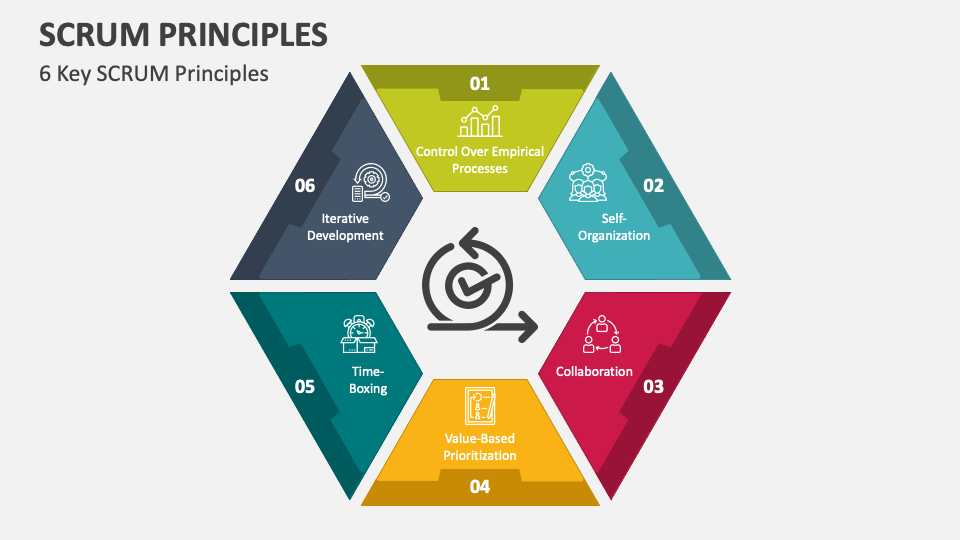 SCRUM PRINCIPLES
6 Key SCRUM Principles
01
Control Over Empirical
Processes
02
Self-
Organization
03
Collaboration
04
Value-Based
Prioritization
05
Time-
Boxing
06
Iterative
Development